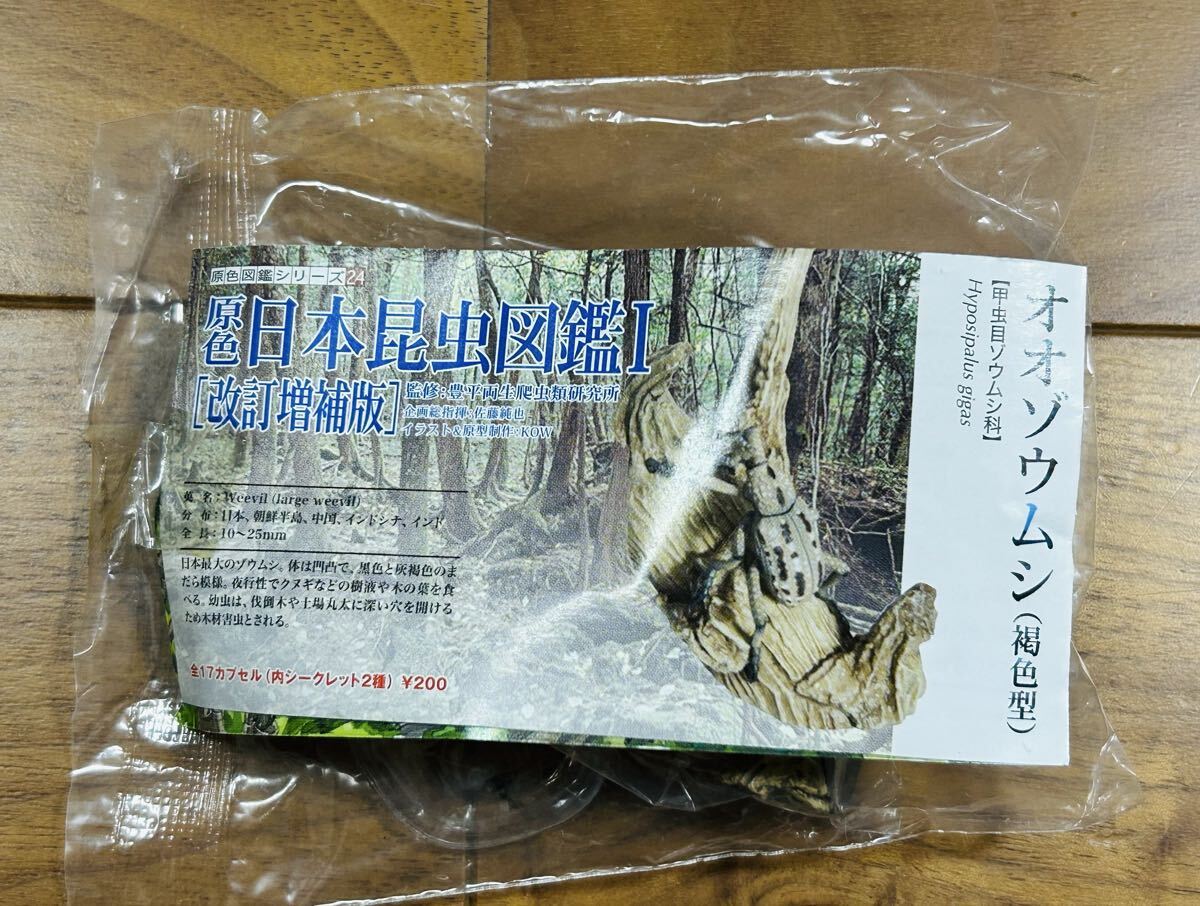 原色図鑑シリーズ24
原色日本昆虫図鑑I
[改訂増補版]
監修:豊平両生爬虫類研究所
企画総指揮:佐藤純也
イラスト&原型制作:KOW
英 名:Weevil (large weevil)
分 布:日本、朝鮮半島、中国、インドシナ、インド
全 長:10～25mm
日本最大のゾウムシ。体は凹凸で、黒色と灰褐色のま
だら模様。夜行性でクヌギなどの樹液や木の葉を食
べる。幼虫は、伐倒木や土場丸太に深い穴を開ける
ため木材害虫とされる。
全17カプセル(内シークレット2種) ¥200
オオゾウムシ(褐色型)
【甲虫目ゾウムシ科】
Hyposipalus gigas